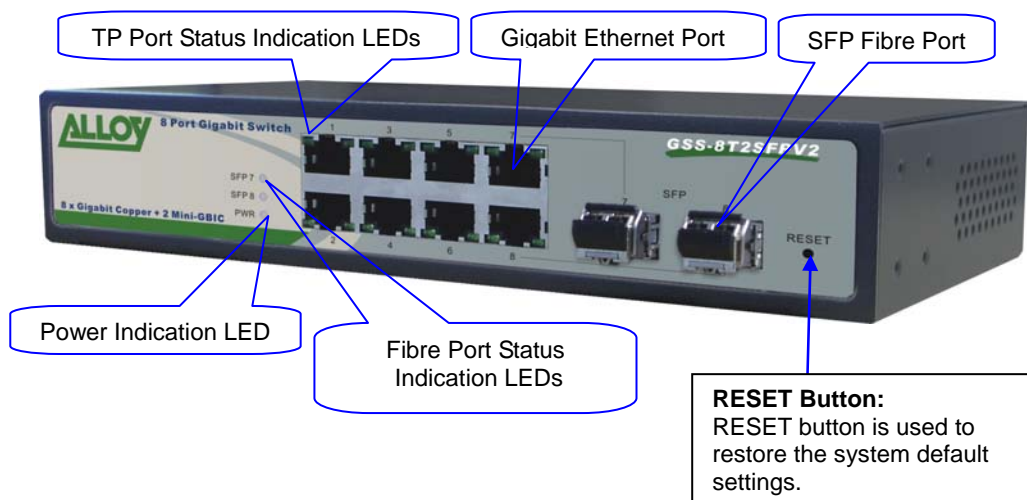 TP Port Status Indication LEDs
Gigabit Ethernet Port
SFP Fibre Port
ALLOY
8 Port Gigabit Switch
1 3 5 7
GSS-8T2SFPV2
SFP 7
SFP 8
PWR
8 x Gigabit Copper + 2 Mini-GBIC
SFP
7
RESET
2 4 6 8
Power Indication LED
Fibre Port Status
Indication LEDs
RESET Button:
RESET button is used to
restore the system default
settings.